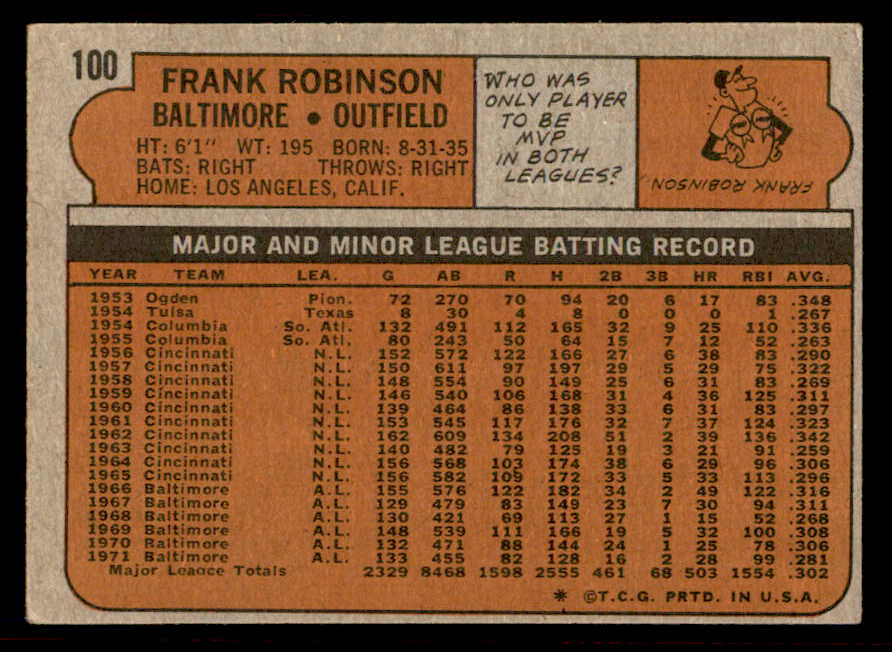 100
FRANK ROBINSON
BALTIMORE • OUTFIELD
HT: 6'1" WT: 195 BORN: 8-31-35
BATS: RIGHT THROWS: RIGHT
HOME: LOS ANGELES, CALIF.
WHO WAS
ONLY PLAYER
TO BE
MVP
IN BOTH
LEAGUES?
FRANK ROBINSON
MAJOR AND MINOR LEAGUE BATTING RECORD
YEAR TEAM LEA. G AB R H 2B 3B HR RBI AVG.
1953 Ogden Pion. 72 270 70 94 20 6 17 83 .348
1954 Tulsa Texas 8 30 4 8 0 0 0 1 .267
1954 Columbia So. Atl. 132 491 112 165 32 9 25 110 .336
1955 Columbia So. Atl. 80 243 50 64 15 7 12 52 .263
1956 Cincinnati N.L. 152 572 122 166 27 6 38 83 .290
1957 Cincinnati N.L. 150 611 97 197 29 5 29 75 .322
1958 Cincinnati N.L. 148 554 90 149 25 6 31 83 .269
1959 Cincinnati N.L. 146 540 106 168 31 4 36 125 .311
1960 Cincinnati N.L. 139 464 86 138 33 6 31 83 .297
1961 Cincinnati N.L. 153 545 117 176 32 7 37 124 .323
1962 Cincinnati N.L. 162 609 134 208 51 2 39 136 .342
1963 Cincinnati N.L. 140 482 79 125 19 3 21 91 .259
1964 Cincinnati N.L. 156 568 103 174 38 6 29 96 .306
1965 Cincinnati N.L. 156 582 109 172 33 5 33 113 .296
1966 Baltimore A.L. 155 576 122 182 34 2 49 122 .316
1967 Baltimore A.L. 129 479 83 149 23 7 30 94 .311
1968 Baltimore A.L. 130 421 69 113 27 1 15 52 .268
1969 Baltimore A.L. 148 539 111 166 19 5 32 100 .308
1970 Baltimore A.L. 132 471 88 144 24 1 25 78 .306
1971 Baltimore A.L. 133 455 82 128 16 2 28 99 .281
Major League Totals 2329 8468 1598 2555 461 68 503 1554 .302
* ©T.C.G. PRTD. IN U.S.A.